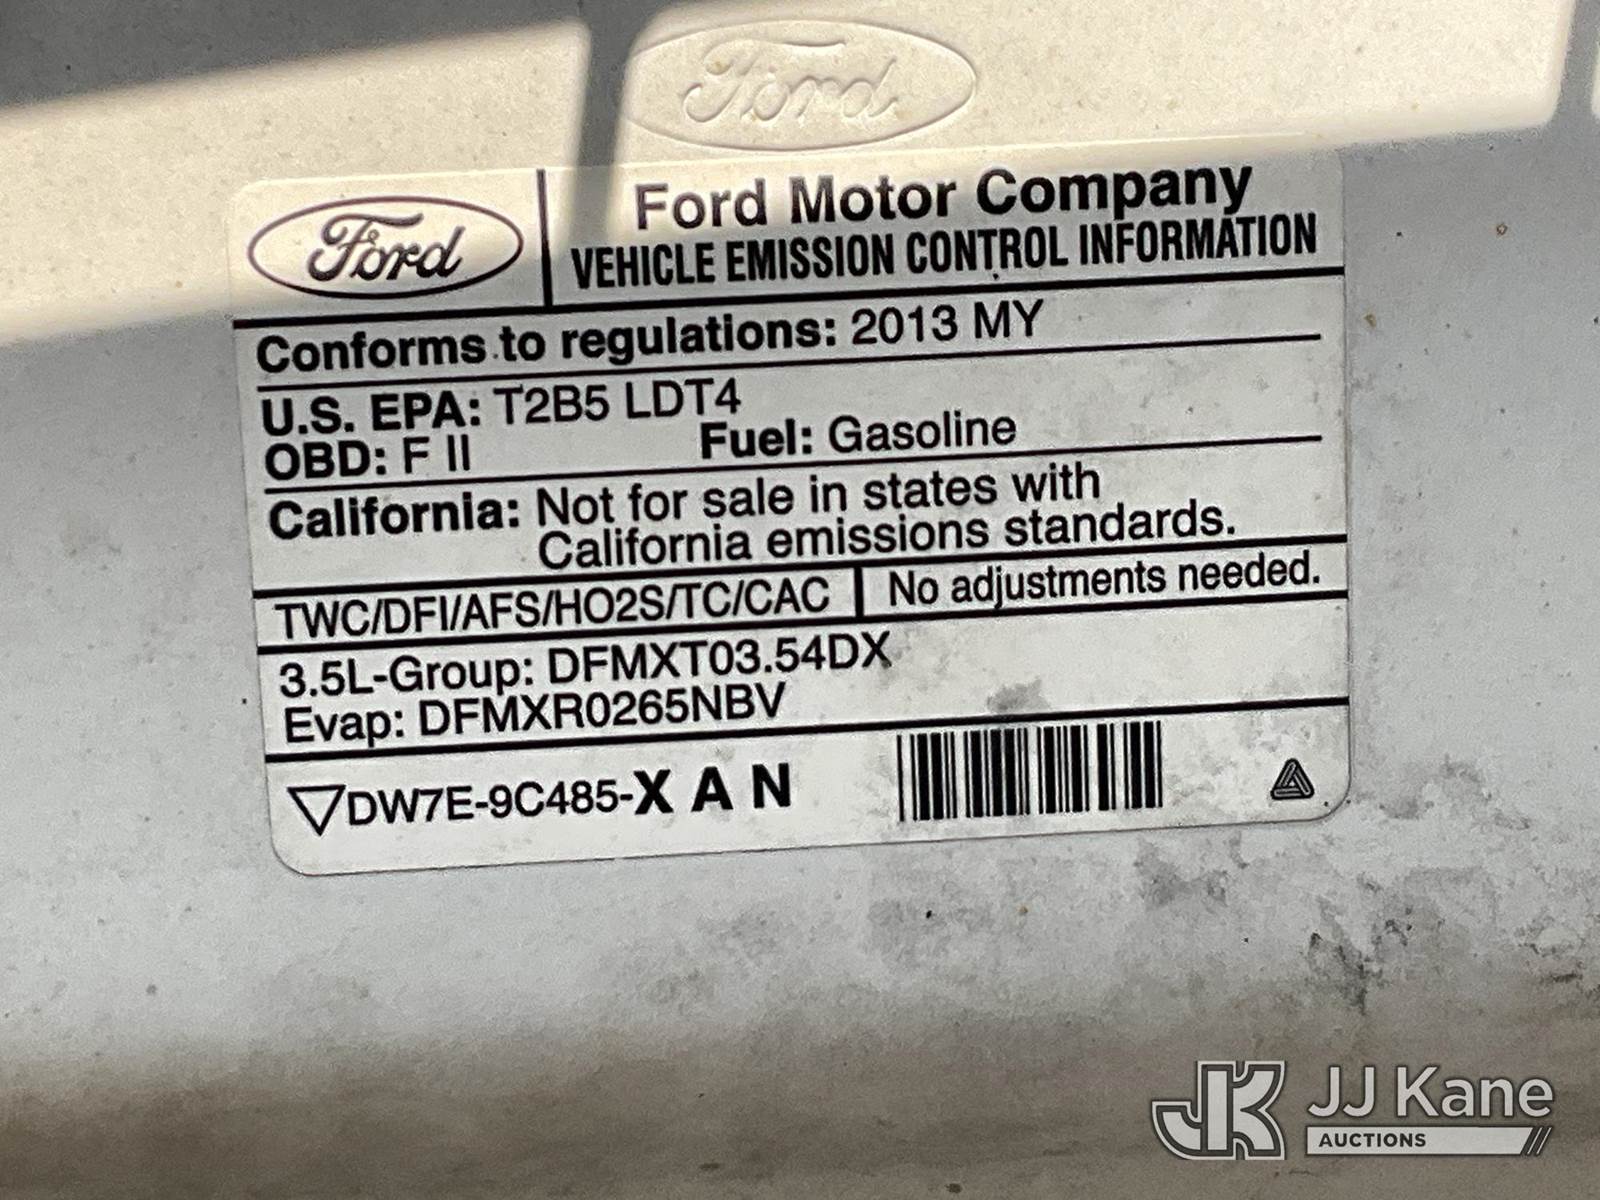 Ford
Ford
Ford Motor Company
VEHICLE EMISSION CONTROL INFORMATION
Conforms to regulations: 2013 MY
U.S. EPA: T2B5 LDT4
OBD: F II Fuel: Gasoline
California: Not for sale in states with
California emissions standards.
TWC/DFI/AFS/HO2S/TC/CAC No adjustments needed.
3.5L-Group: DFMXT03.54DX
Evap: DFMXR0265NBV
DW7E-9C485-X A N
JK JJ Kane
AUCTIONS